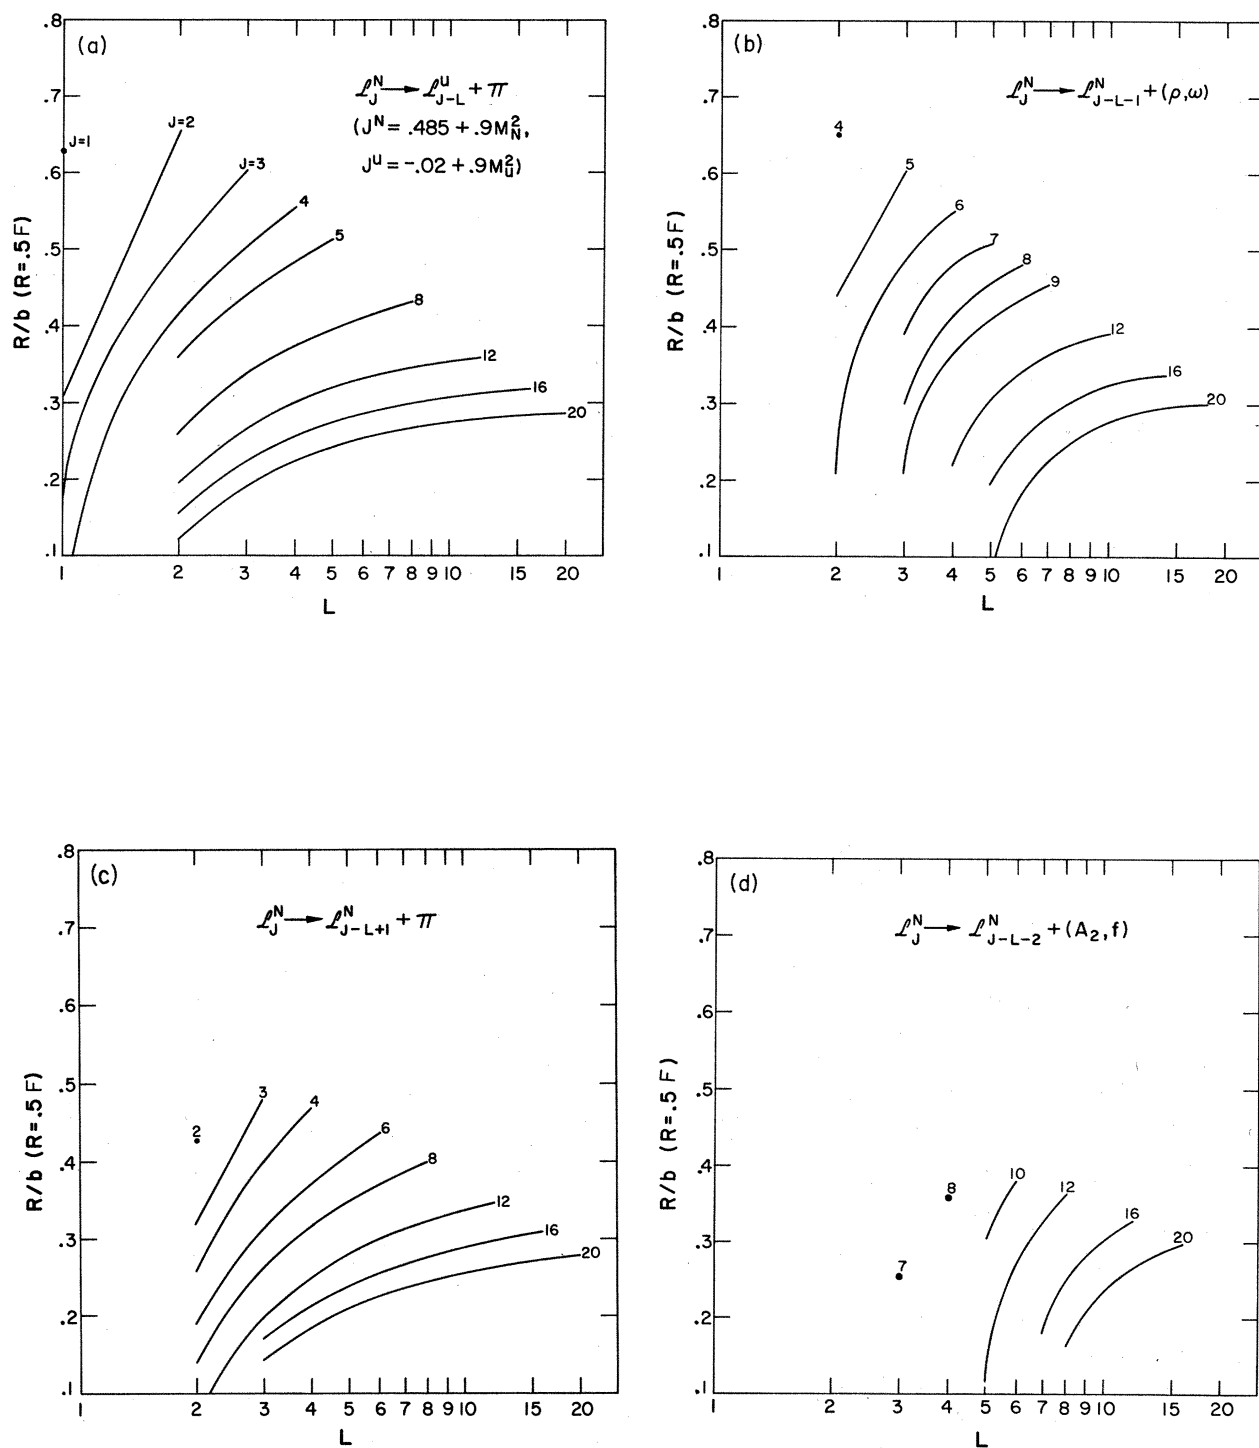 (a)
ℒ_J^N → ℒ_{J-L}^U + π
(J^N = .485 + .9M_N^2,
J^U = -.02 + .9M_U^2)
J=1
J=2
J=3
4
5
8
12
16
20
.8
.7
.6
.5
.4
.3
.2
.1
R/b (R=.5F)
1 2 3 4 5 6 7 8 9 10 15 20
L
(b)
ℒ_J^N → ℒ_{J-L-1}^N + (ρ,ω)
4
5
6
7
8
9
12
16
20
.8
.7
.6
.5
.4
.3
.2
.1
R/b (R=.5F)
1 2 3 4 5 6 7 8 9 10 15 20
L
(c)
ℒ_J^N → ℒ_{J-L+1}^N + π
2
3
4
6
8
12
16
20
.8
.7
.6
.5
.4
.3
.2
.1
R/b (R=.5F)
1 2 3 4 5 6 7 8 9 10 15 20
L
(d)
ℒ_J^N → ℒ_{J-L-2}^N + (A_2,f)
7
8
10
12
16
20
.8
.7
.6
.5
.4
.3
.2
.1
R/b (R=.5F)
1 2 3 4 5 6 7 8 9 10 15 20
L